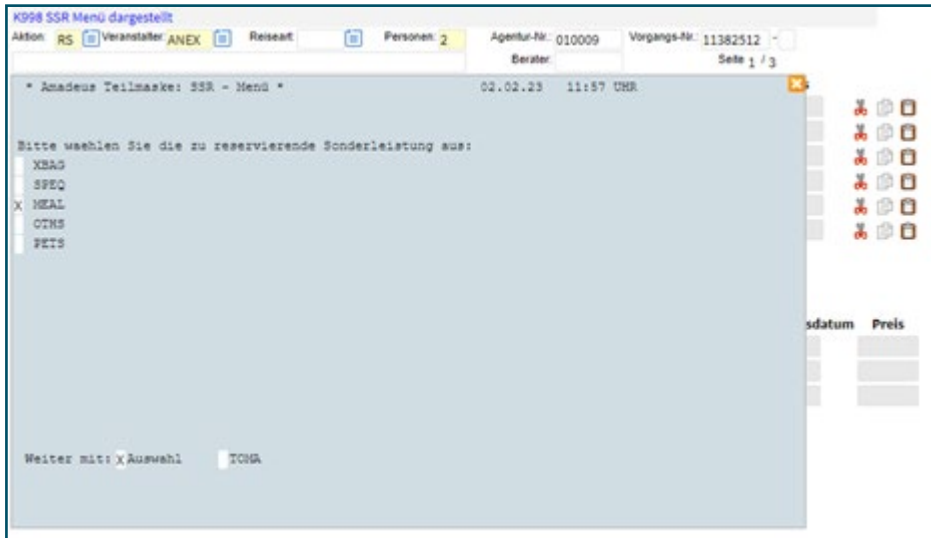 K998 SSR Menü dargestellt
Aktion: RS Veranstalter: ANEX Reiseart: Personen: 2 Agentur-Nr.: 010009 Vorgangs-Nr.: 11382512 -
Berater: Seite 1 / 3
* Amadeus Teilmaske: SSR - Menü * 02.02.23 11:57 UHR
Bitte waehlen Sie die zu reservierende Sonderleistung aus:
XBAG
SPEQ
X MEAL
OTHS
PETS
sdatum Preis
Weiter mit: X Auswahl TOMA